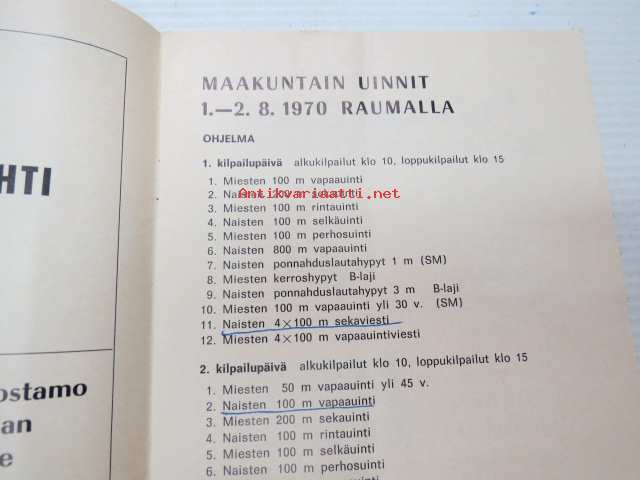 HTI
ostamo
an
e
MAAKUNTAIN UINNIT
1.—2. 8. 1970 RAUMALLA
OHJELMA
1. kilpailupäivä alkukilpailut klo 10, loppukilpailut klo 15
1. Miesten 100 m vapaauinti
2. Naisten 200 m sekauinti
Antikvariaatti.net
3. Miesten 100 m rintauinti
4. Naisten 100 m selkäuinti
5. Miesten 100 m perhosuinti
6. Naisten 800 m vapaauinti
7. Naisten ponnahduslautahypyt 1 m (SM)
8. Miesten kerroshypyt B-laji
9. Naisten ponnahduslautahypyt 3 m B-laji
10. Miesten 100 m vapaauinti yli 30 v. (SM)
11. Naisten 4×100 m sekaviesti
12. Miesten 4×100 m vapaauintiviesti
2. kilpailupäivä alkukilpailut klo 10, loppukilpailut klo 15
1. Miesten 50 m vapaauinti yli 45 v.
2. Naisten 100 m vapaauinti
3. Miesten 200 m sekauinti
4. Naisten 100 m rintauinti
5. Miesten 100 m selkäuinti
6. Naisten 100 m perhosuinti